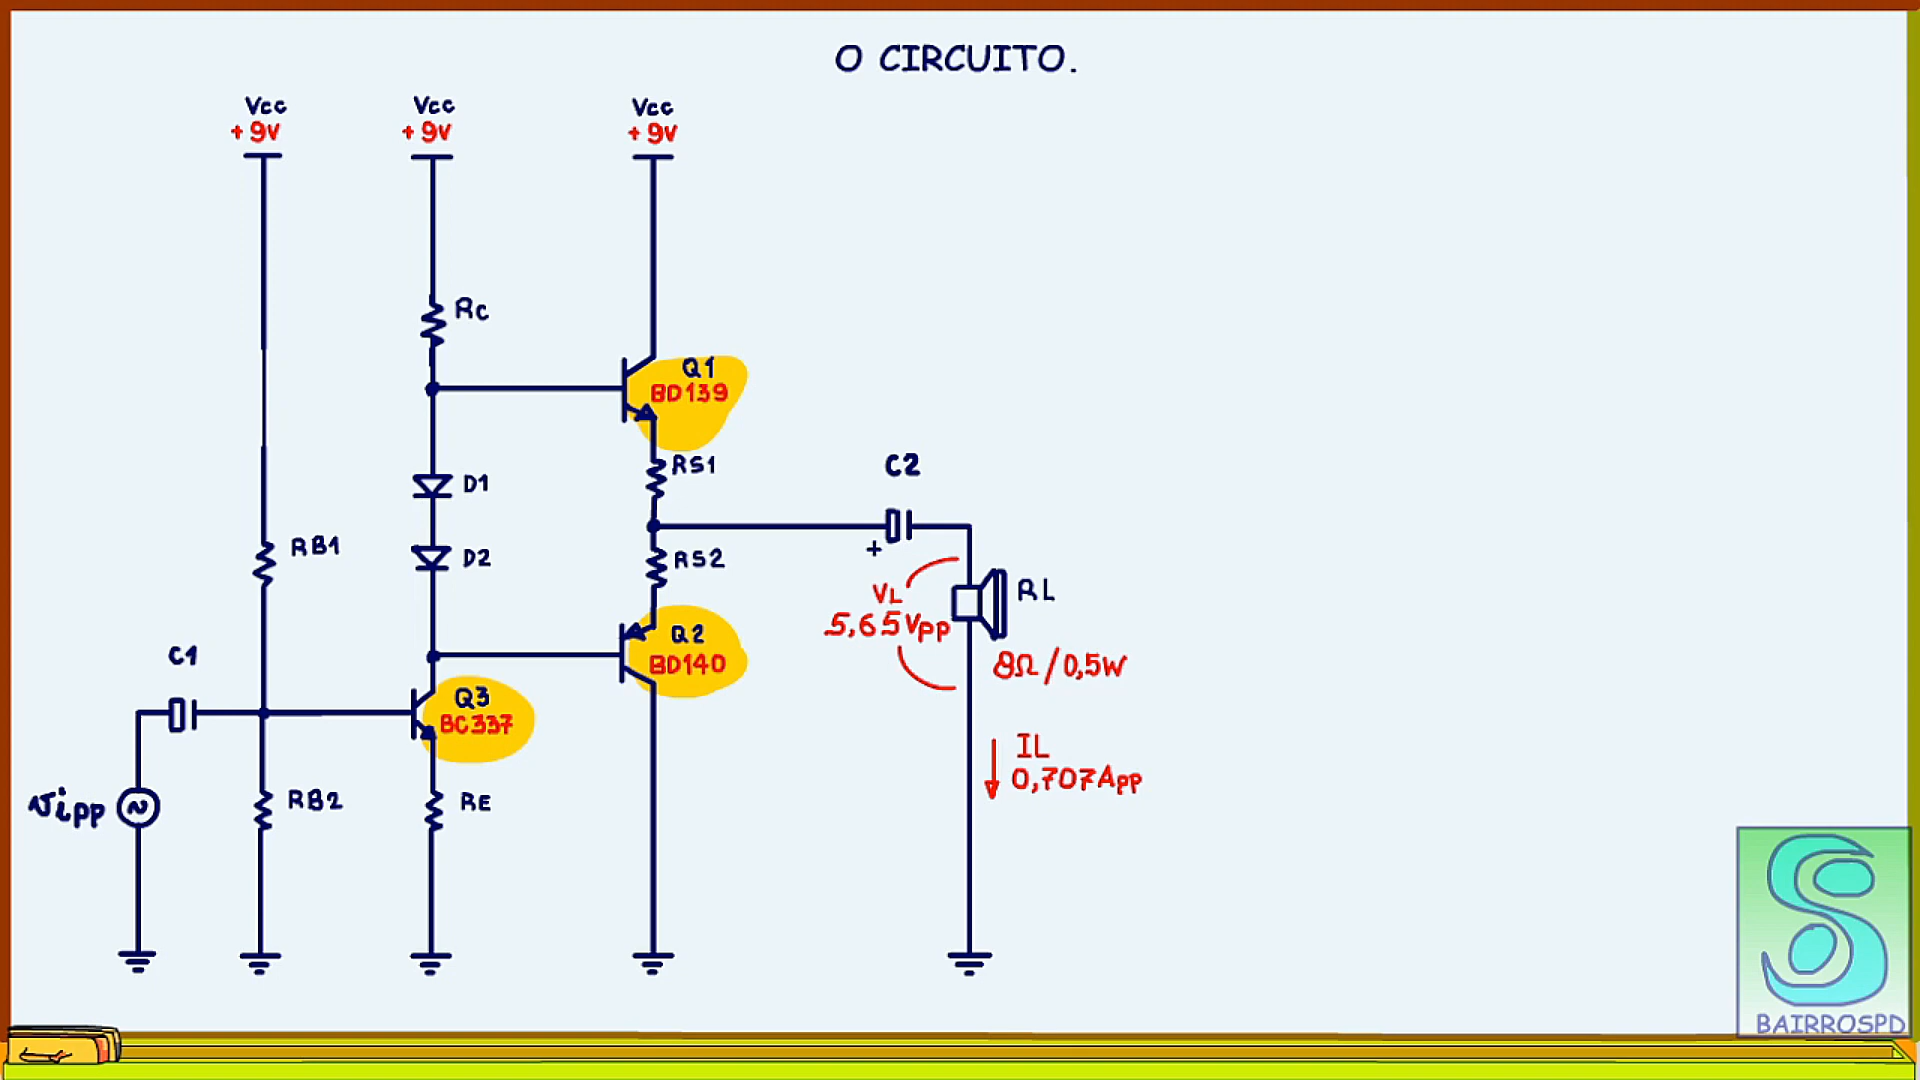 O CIRCUITO.
Vcc
+9V
Vcc
+9V
Vcc
+9V
Rc
Q1
BD139
RS1
C2
+
D1
RB1
D2
RS2
VL
5,65Vpp
RL
8Ω/0,5W
Q2
BD140
C1
Q3
BC337
IL
0,707App
vipp
RB2
RE
BAIRROSPD